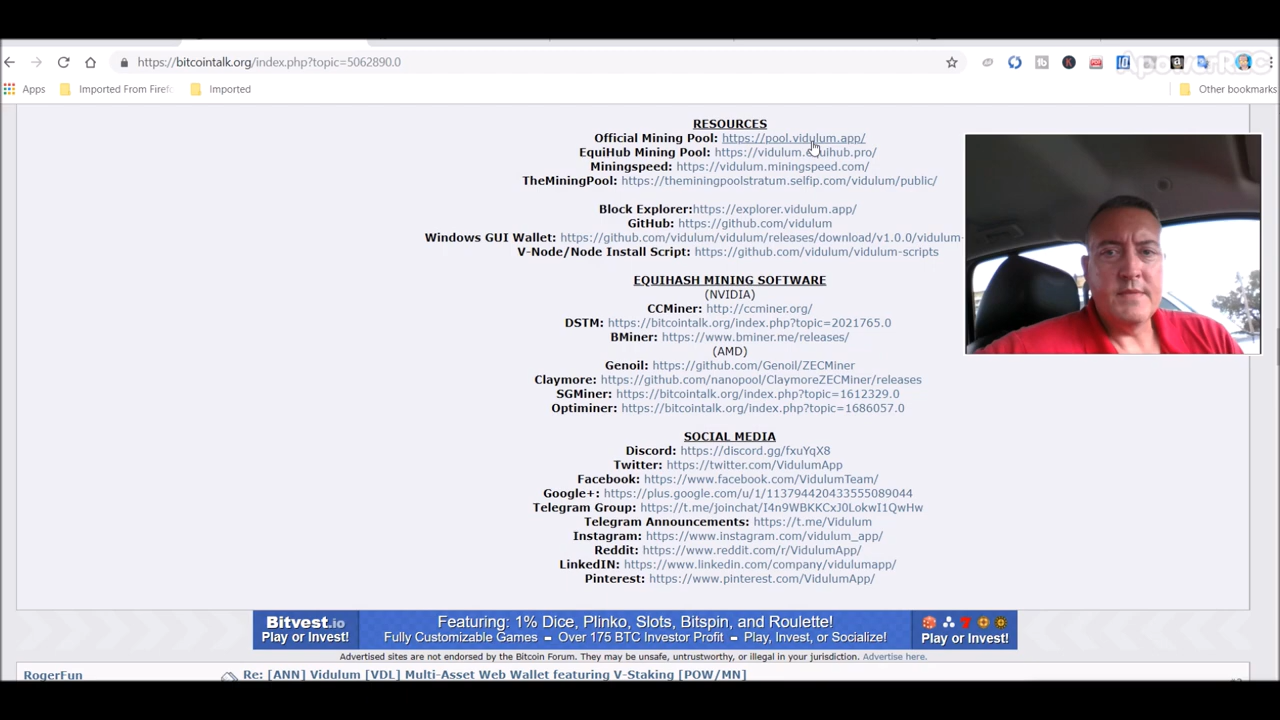 https://bitcointalk.org/index.php?topic=5062890.0
ApowerREC
Apps
Imported From Firef
Imported
Other bookmarks
RESOURCES
Official Mining Pool: https://pool.vidulum.app/
EquiHub Mining Pool: https://vidulum.equihub.pro/
Miningspeed: https://vidulum.miningspeed.com/
TheMiningPool: https://theminingpoolstratum.selfip.com/vidulum/public/
Block Explorer:https://explorer.vidulum.app/
GitHub: https://github.com/vidulum
Windows GUI Wallet: https://github.com/vidulum/vidulum/releases/download/v1.0.0/vidulum-
V-Node/Node Install Script: https://github.com/vidulum/vidulum-scripts
EQUIHASH MINING SOFTWARE
(NVIDIA)
CCMiner: http://ccminer.org/
DSTM: https://bitcointalk.org/index.php?topic=2021765.0
BMiner: https://www.bminer.me/releases/
(AMD)
Genoil: https://github.com/Genoil/ZECMiner
Claymore: https://github.com/nanopool/ClaymoreZECMiner/releases
SGMiner: https://bitcointalk.org/index.php?topic=1612329.0
Optiminer: https://bitcointalk.org/index.php?topic=1686057.0
SOCIAL MEDIA
Discord: https://discord.gg/fxuYqX8
Twitter: https://twitter.com/VidulumApp
Facebook: https://www.facebook.com/VidulumTeam/
Google+: https://plus.google.com/u/1/113794420433555089044
Telegram Group: https://t.me/joinchat/I4n9WBKKCxJ0LokwI1QwHw
Telegram Announcements: https://t.me/Vidulum
Instagram: https://www.instagram.com/vidulum_app/
Reddit: https://www.reddit.com/r/VidulumApp/
LinkedIN: https://www.linkedin.com/company/vidulumapp/
Pinterest: https://www.pinterest.com/VidulumApp/
Bitvest.io
Play or Invest!
Featuring: 1% Dice, Plinko, Slots, Bitspin, and Roulette!
Fully Customizable Games – Over 175 BTC Investor Profit – Play, Invest, or Socialize!
Play or Invest!
Advertised sites are not endorsed by the Bitcoin Forum. They may be unsafe, untrustworthy, or illegal in your jurisdiction. Advertise here.
RogerFun
Re: [ANN] Vidulum [VDL] Multi-Asset Web Wallet featuring V-Staking [POW/MN]